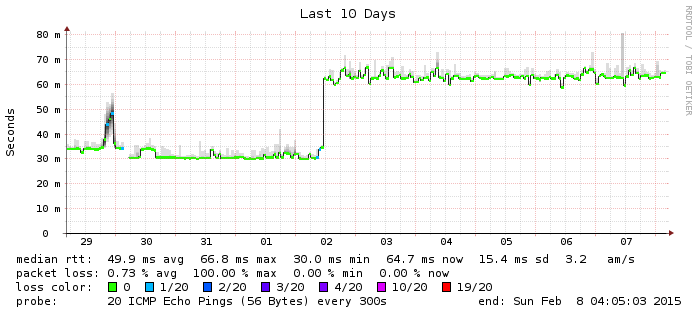 Last 10 Days
RRDTOOL / TOBI OETIKER
Seconds
80 m
70 m
60 m
50 m
40 m
30 m
20 m
10 m
0
29 30 31 01 02 03 04 05 06 07
median rtt: 49.9 ms avg 66.8 ms max 30.0 ms min 64.7 ms now 15.4 ms sd 3.2 am/s
packet loss: 0.73 % avg 100.00 % max 0.00 % min 0.00 % now
loss color: 0 1/20 2/20 3/20 4/20 10/20 19/20
probe: 20 ICMP Echo Pings (56 Bytes) every 300s end: Sun Feb 8 04:05:03 2015